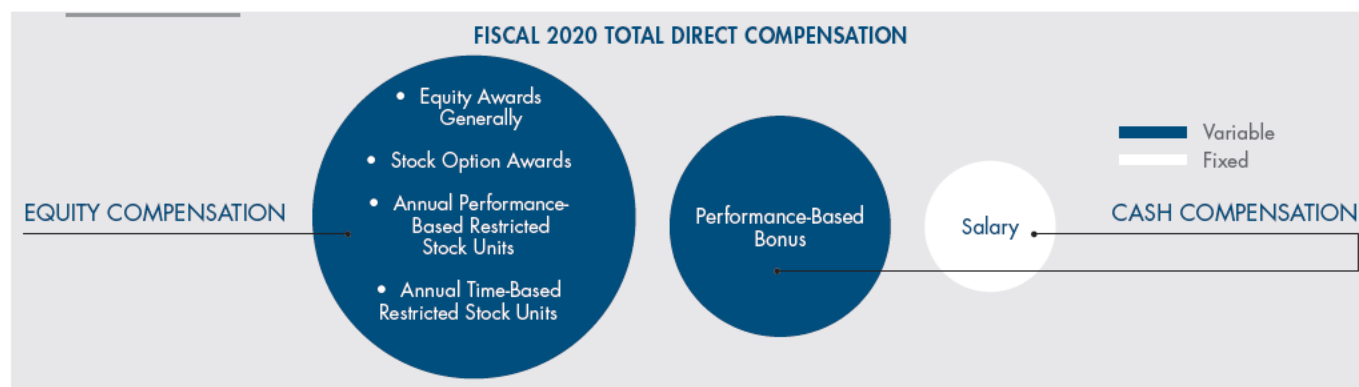 FISCAL 2020 TOTAL DIRECT COMPENSATION
EQUITY COMPENSATION
• Equity Awards
Generally
• Stock Option Awards
• Annual Performance-
Based Restricted
Stock Units
• Annual Time-Based
Restricted Stock Units
Performance-Based
Bonus
Salary
Variable
Fixed
CASH COMPENSATION